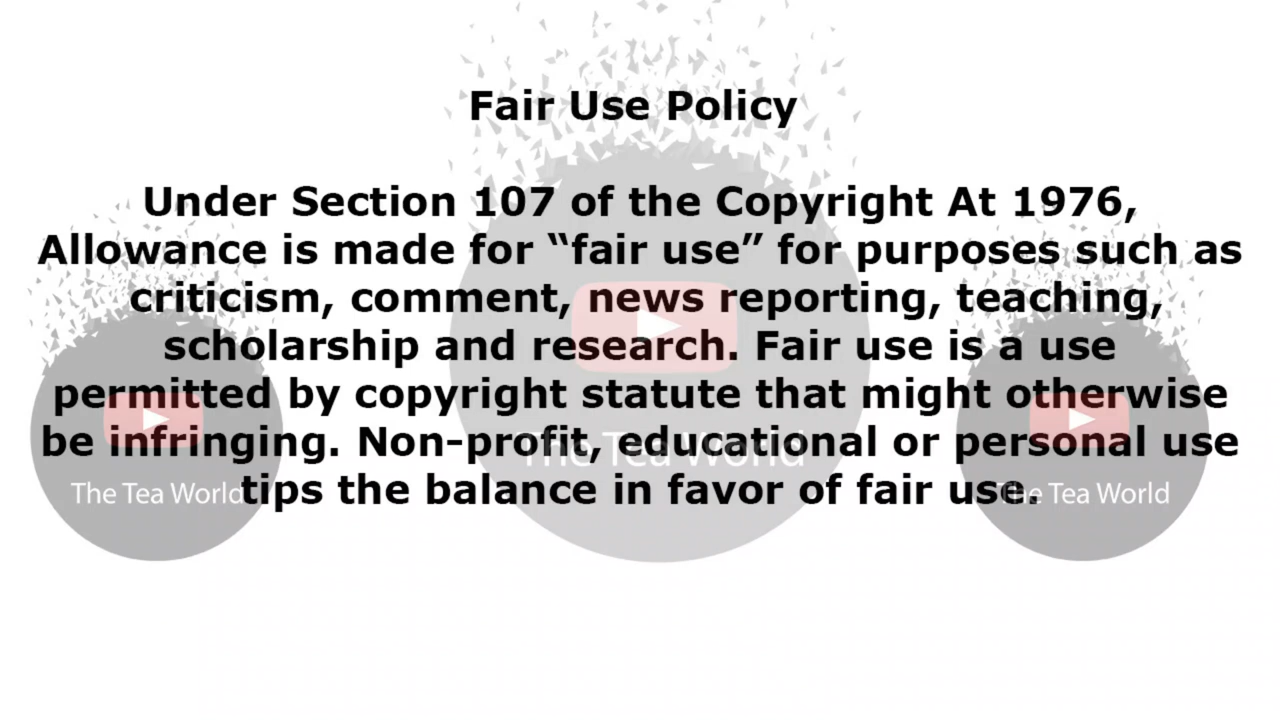 Fair Use Policy
Under Section 107 of the Copyright At 1976,
Allowance is made for “fair use” for purposes such as
criticism, comment, news reporting, teaching,
scholarship and research. Fair use is a use
permitted by copyright statute that might otherwise
be infringing. Non-profit, educational or personal use
The Tea World
tips the balance in favor of fair use.
The Tea World
The Tea World